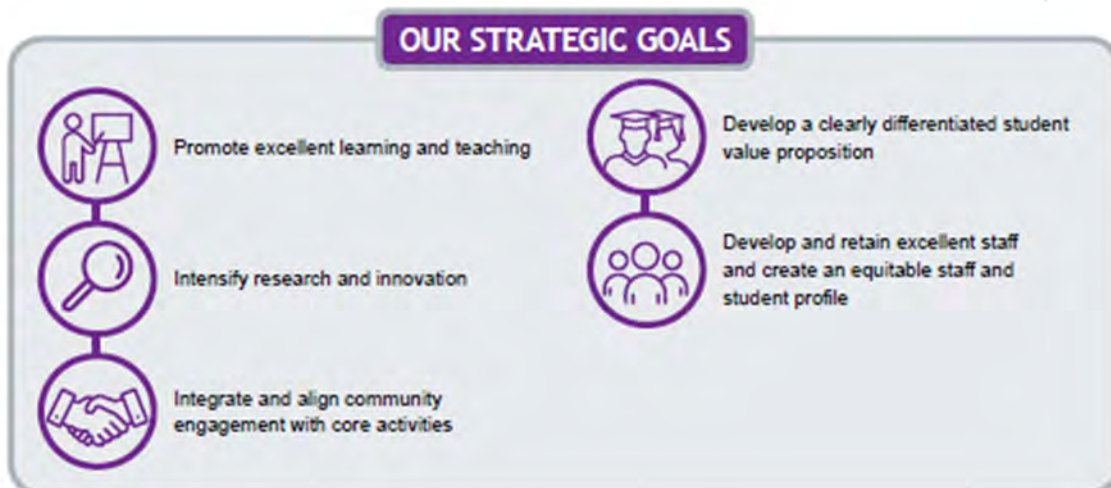 OUR STRATEGIC GOALS
Promote excellent learning and teaching
Intensify research and innovation
Integrate and align community
engagement with core activities
Develop a clearly differentiated student
value proposition
Develop and retain excellent staff
and create an equitable staff and
student profile